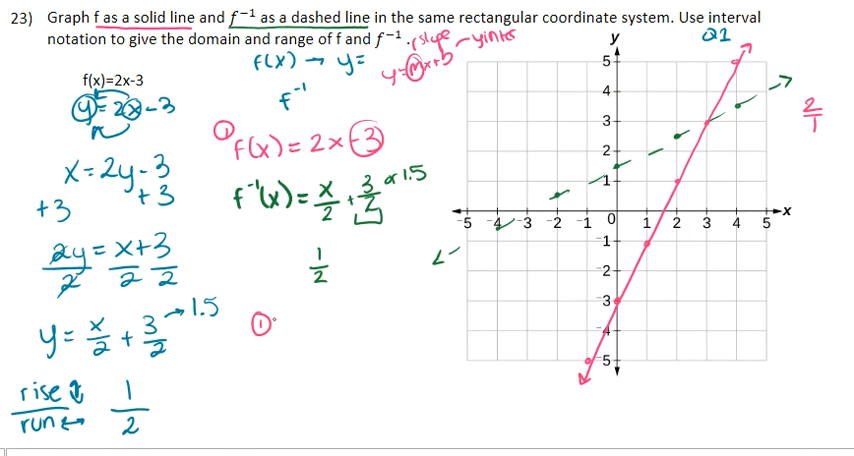 23) Graph f as a solid line and f⁻¹ as a dashed line in the same rectangular coordinate system. Use interval
notation to give the domain and range of f and f⁻¹.
slope yint
Q1
f(x) → y=
y=mx+b
f(x)=2x-3
f⁻¹
y=2x-3
① f(x)=2x-3
x=2y-3
+3 +3
f⁻¹(x)=x/2+3/2 or 1.5
2y/2=x/2+3/2
1/2
y=x/2+3/2→1.5
①
rise↕/run↔ 1/2
2/1
y
5
4
3
2
1
-5 -4 -3 -2 -1 0 1 2 3 4 5 x
-1
-2
-3
-4
-5